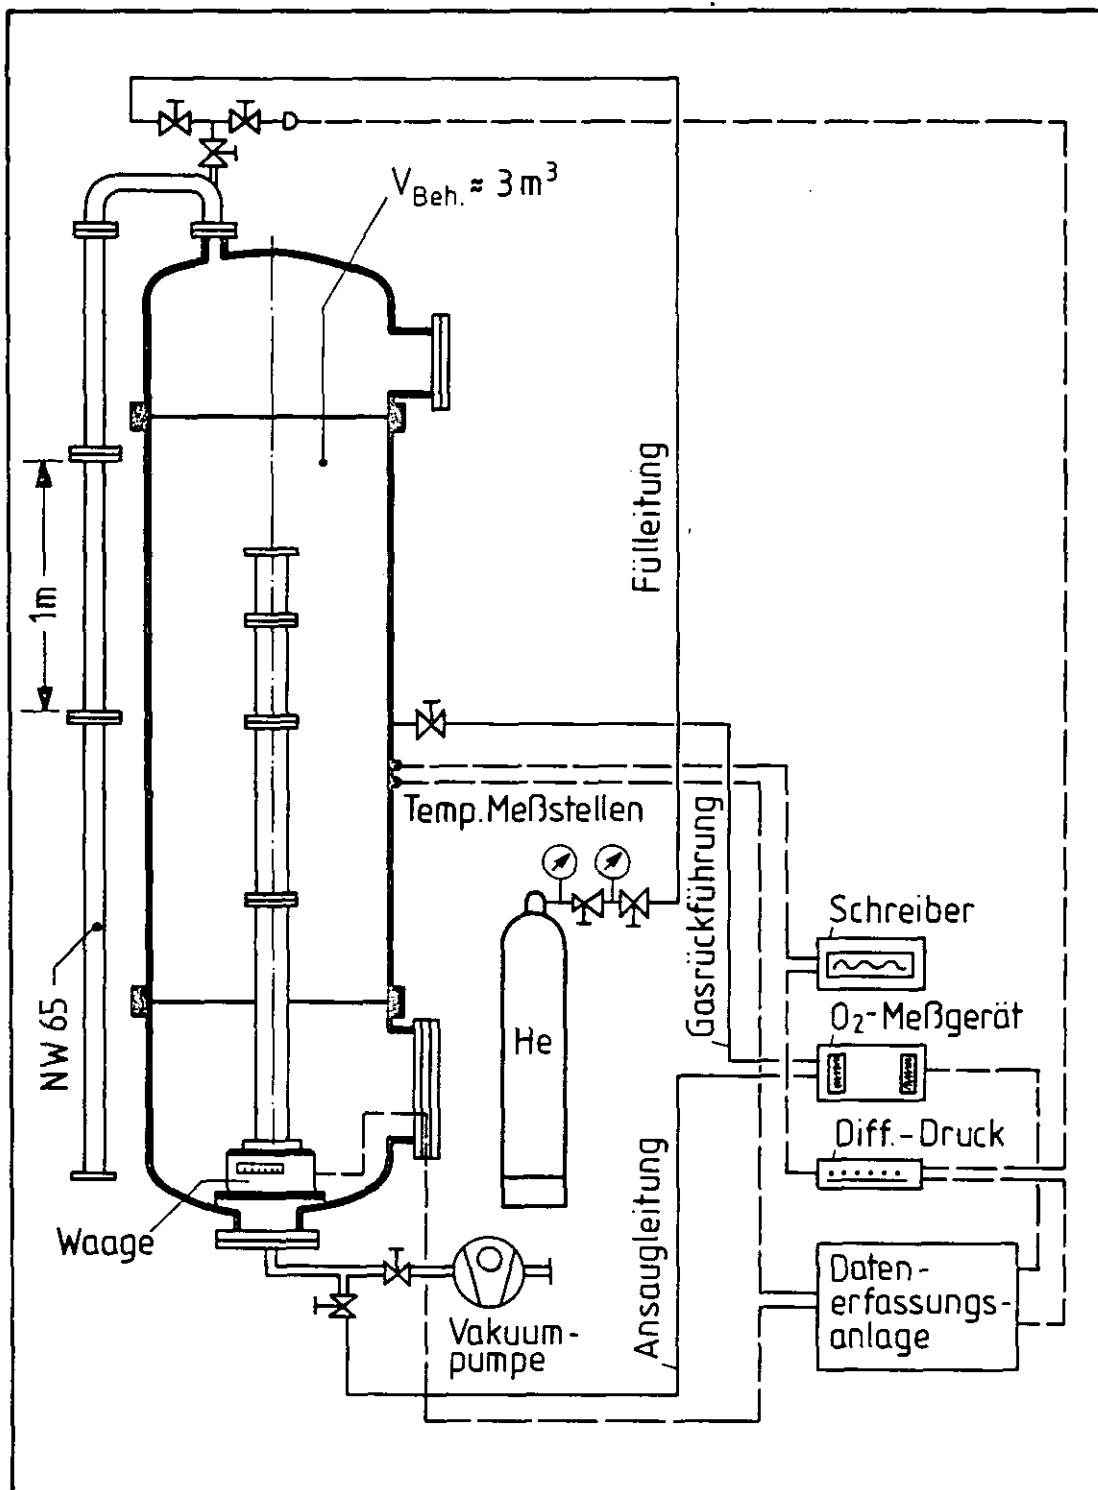 V_Beh. ≈ 3 m³
1m
Fülleitung
Temp. Meßstellen
Gasrückführung
NW 65
He
Schreiber
O₂-Meßgerät
Diff.-Druck
Waage
Ansaugleitung
Vakuum-
pumpe
Daten-
erfassungs-
anlage